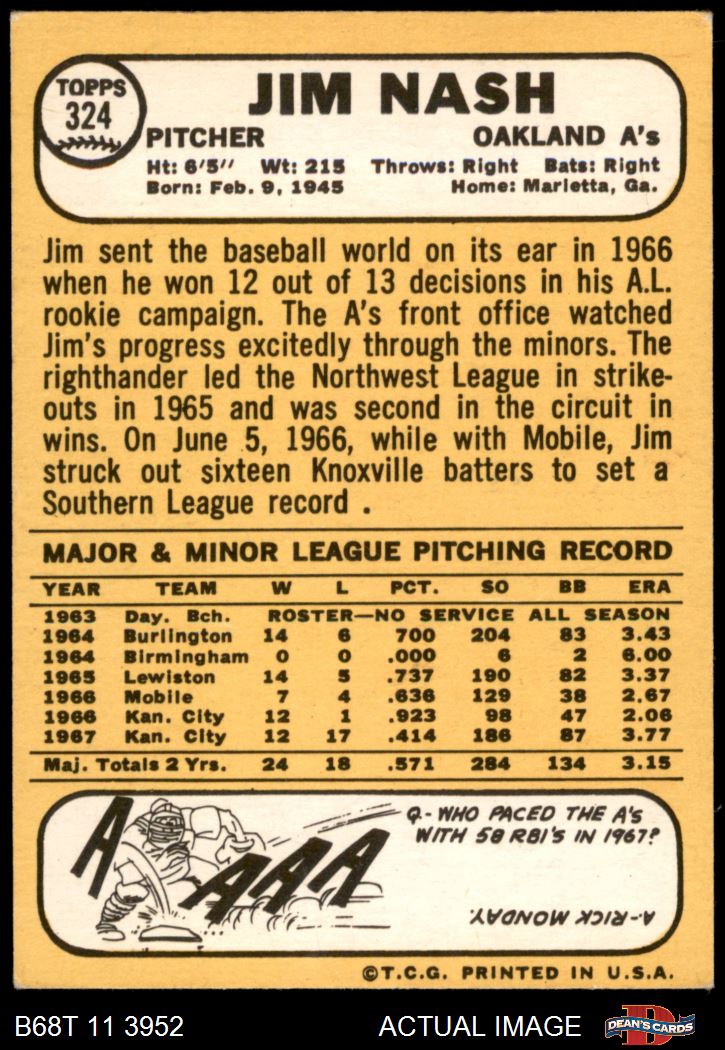 TOPPS
324
JIM NASH
PITCHER OAKLAND A's
Ht: 6'5" Wt: 215 Throws: Right Bats: Right
Born: Feb. 9, 1945 Home: Marietta, Ga.
Jim sent the baseball world on its ear in 1966
when he won 12 out of 13 decisions in his A.L.
rookie campaign. The A's front office watched
Jim's progress excitedly through the minors. The
righthander led the Northwest League in strike-
outs in 1965 and was second in the circuit in
wins. On June 5, 1966, while with Mobile, Jim
struck out sixteen Knoxville batters to set a
Southern League record .
MAJOR & MINOR LEAGUE PITCHING RECORD
YEAR TEAM W L PCT. SO BB ERA
1963 Day. Bch. ROSTER—NO SERVICE ALL SEASON
1964 Burlington 14 6 700 204 83 3.43
1964 Birmingham 0 0 .000 6 2 6.00
1965 Lewiston 14 5 .737 190 82 3.37
1966 Mobile 7 4 .636 129 38 2.67
1966 Kan. City 12 1 .923 98 47 2.06
1967 Kan. City 12 17 .414 186 87 3.77
Maj. Totals 2 Yrs. 24 18 .571 284 134 3.15
A AAA
Q-WHO PACED THE A'S
WITH 58 RBI'S IN 1967?
A-RICK MONDAY.
©T.C.G. PRINTED IN U.S.A.
B68T 11 3952 ACTUAL IMAGE
D
DEAN'S CARDS